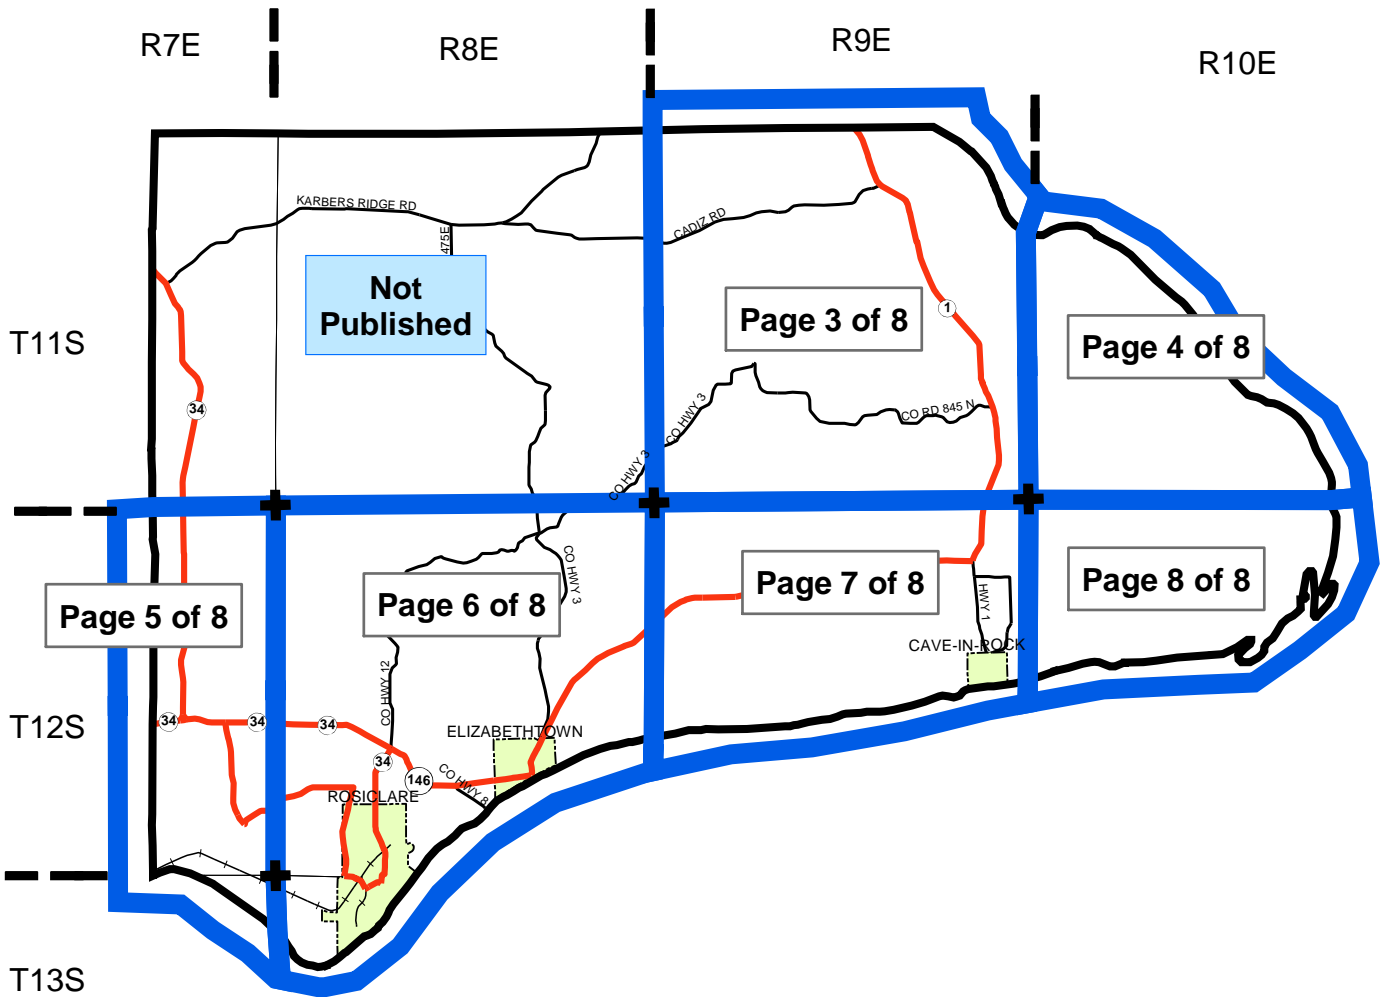 R7E
R8E
R9E
R10E
KARBERS RIDGE RD
CADIZ RD
475E
Not
Published
Page 3 of 8
1
T11S
Page 4 of 8
34
CO HWY 3
CO RD 845 N
CO HWY 3
CO HWY 3
Page 5 of 8
Page 6 of 8
Page 7 of 8
Page 8 of 8
HWY 1
CAVE-IN-ROCK
CO HWY 12
T12S
34
34
34
ELIZABETHTOWN
34
146
CO HWY 8
ROSICLARE
T13S